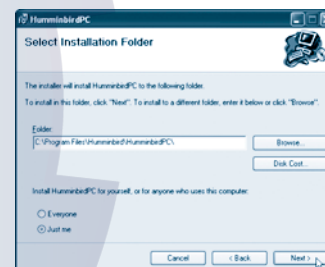 HumminbirdPC
Select Installation Folder
The installer will install HumminbirdPC to the following folder.
To install in this folder, click "Next". To install to a different folder, enter it below or click "Browse".
Folder:
C:\Program Files\Humminbird\HumminbirdPC\
Browse...
Disk Cost...
Install HumminbirdPC for yourself, or for anyone who uses this computer:
Everyone
Just me
Cancel
< Back
Next >